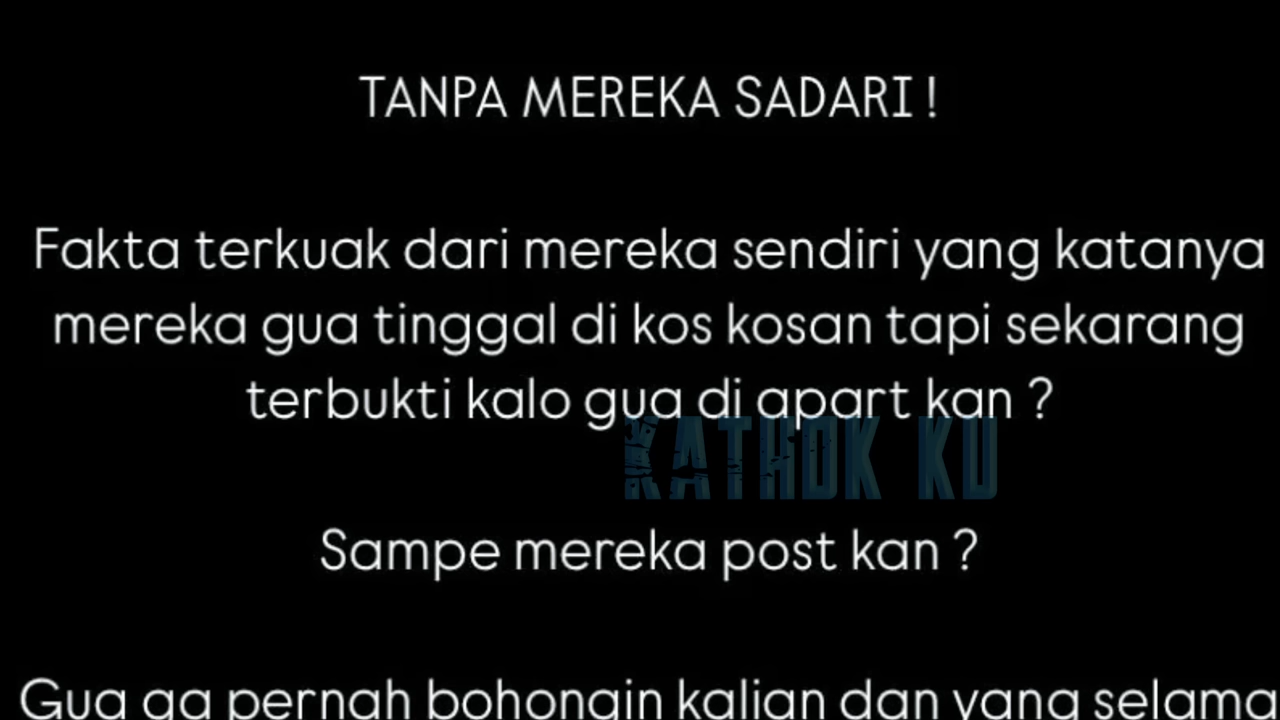 TANPA MEREKA SADARI !
Fakta terkuak dari mereka sendiri yang katanya
mereka gua tinggal di kos kosan tapi sekarang
terbukti kalo gua di apart kan ?
KATHOK KU
Sampe mereka post kan ?
Gua ga pernah bohongin kalian dan yang selama